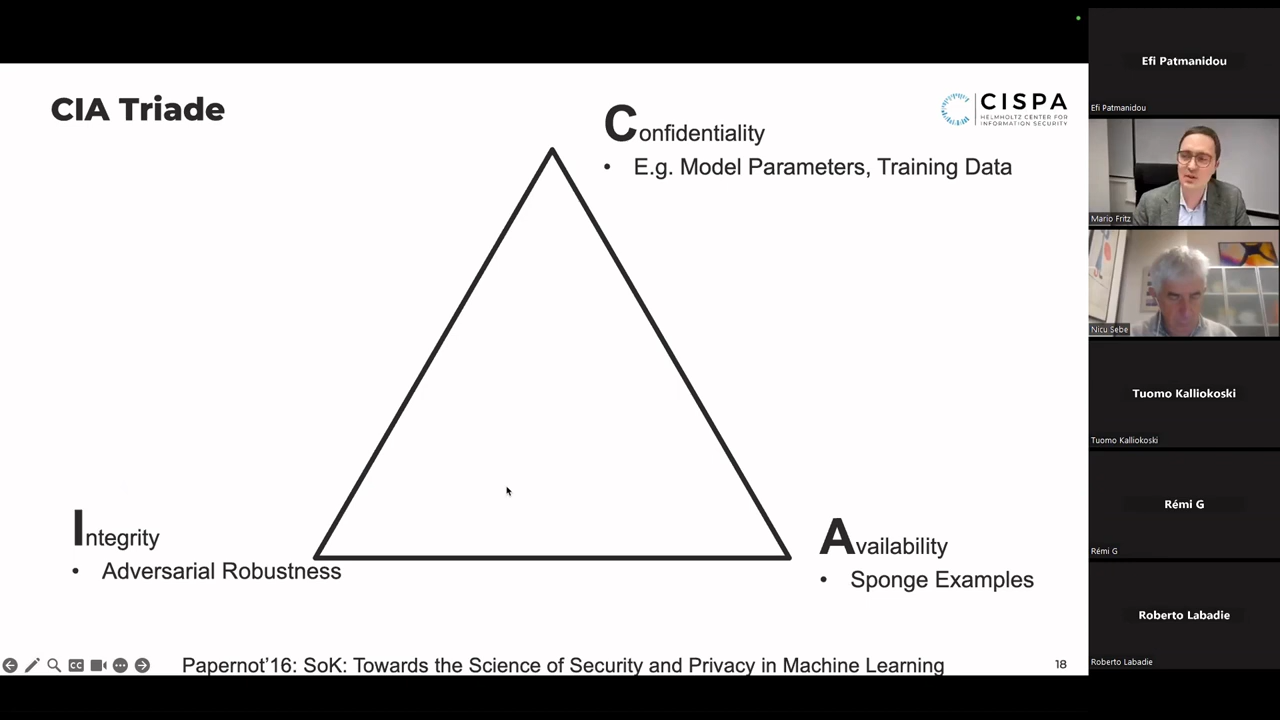 CIA Triade
Confidentiality
• E.g. Model Parameters, Training Data
CISPA
HELMHOLTZ CENTER FOR
INFORMATION SECURITY
Integrity
• Adversarial Robustness
Availability
• Sponge Examples
CC
Papernot'16: SoK: Towards the Science of Security and Privacy in Machine Learning
18
Efi Patmanidou
Efi Patmanidou
Mario Fritz
Nicu Sebe
Tuomo Kalliokoski
Tuomo Kalliokoski
Rémi G
Rémi G
Roberto Labadie
Roberto Labadie